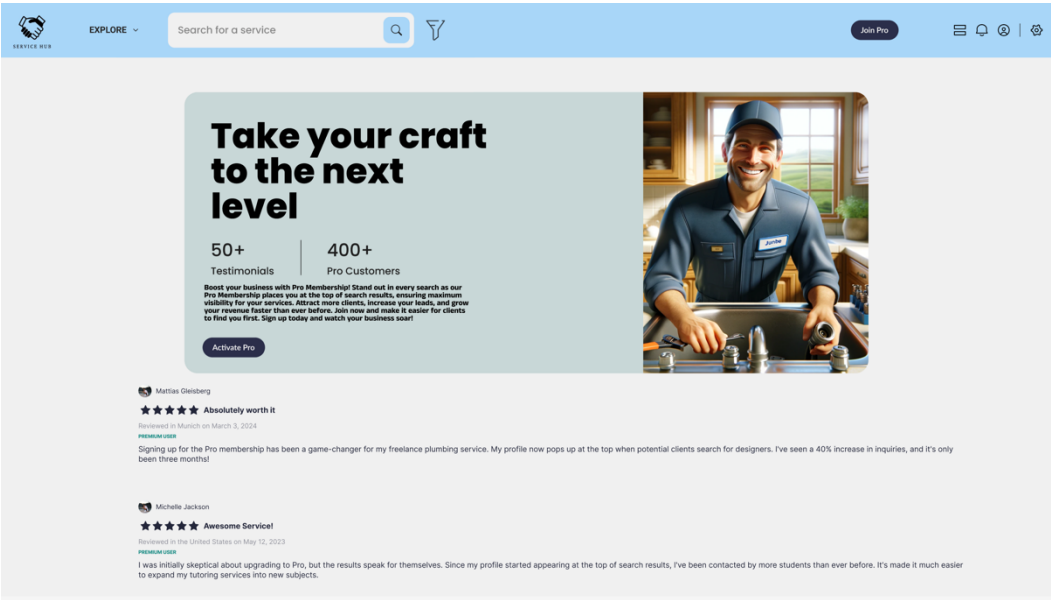 SERVICE HUB
EXPLORE
Search for a service
Join Pro
Take your craft
to the next
level
50+
Testimonials
400+
Pro Customers
Boost your business with Pro Membership! Stand out in every search as our
Pro Membership places you at the top of search results, ensuring maximum
visibility for your services. Attract more clients, increase your leads, and grow
your revenue faster than ever before. Join now and make it easier for clients
to find you first. Sign up today and watch your business soar!
Activate Pro
Mattias Gleisberg
Absolutely worth it
Reviewed in Munich on March 3, 2024
PREMIUM USER
Signing up for the Pro membership has been a game-changer for my freelance plumbing service. My profile now pops up at the top when potential clients search for designers. I've seen a 40% increase in inquiries, and it's only
been three months!
Michelle Jackson
Awesome Service!
Reviewed in the United States on May 12, 2023
PREMIUM USER
I was initially skeptical about upgrading to Pro, but the results speak for themselves. Since my profile started appearing at the top of search results, I've been contacted by more students than ever before. It's made it much easier
to expand my tutoring services into new subjects.